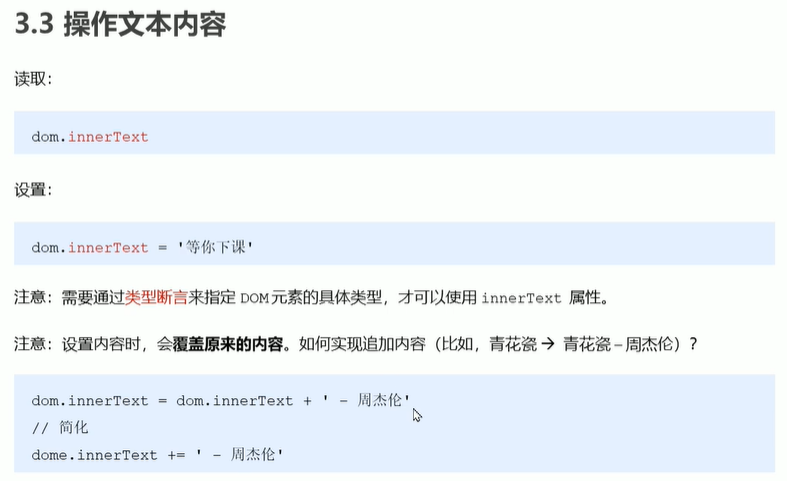 3.3 操作文本内容
读取：
dom.innerText
设置：
dom.innerText = '等你下课'
注意：需要通过类型断言来指定 DOM元素的具体类型，才可以使用 innerText 属性。
注意：设置内容时，会覆盖原来的内容。如何实现追加内容（比如，青花瓷 → 青花瓷 – 周杰伦）？
dom.innerText = dom.innerText + ' – 周杰伦'
// 简化
dome.innerText += ' – 周杰伦'